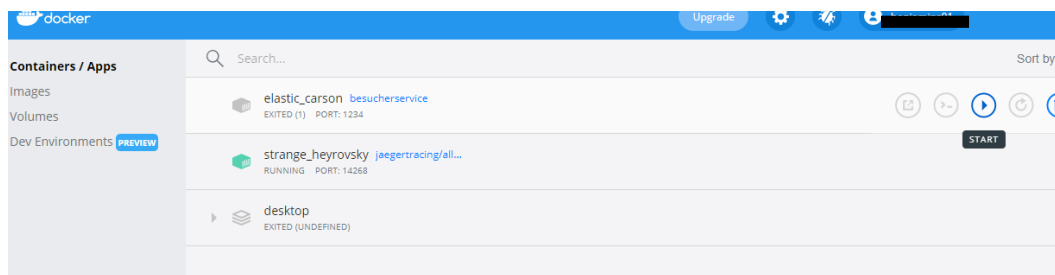 docker
Upgrade
Containers / Apps
Images
Volumes
Dev Environments PREVIEW
Search...
Sort by
elastic_carson besucherservice
EXITED (1) PORT: 1234
START
strange_heyrovsky jaegertracing/all...
RUNNING PORT: 14268
desktop
EXITED (UNDEFINED)